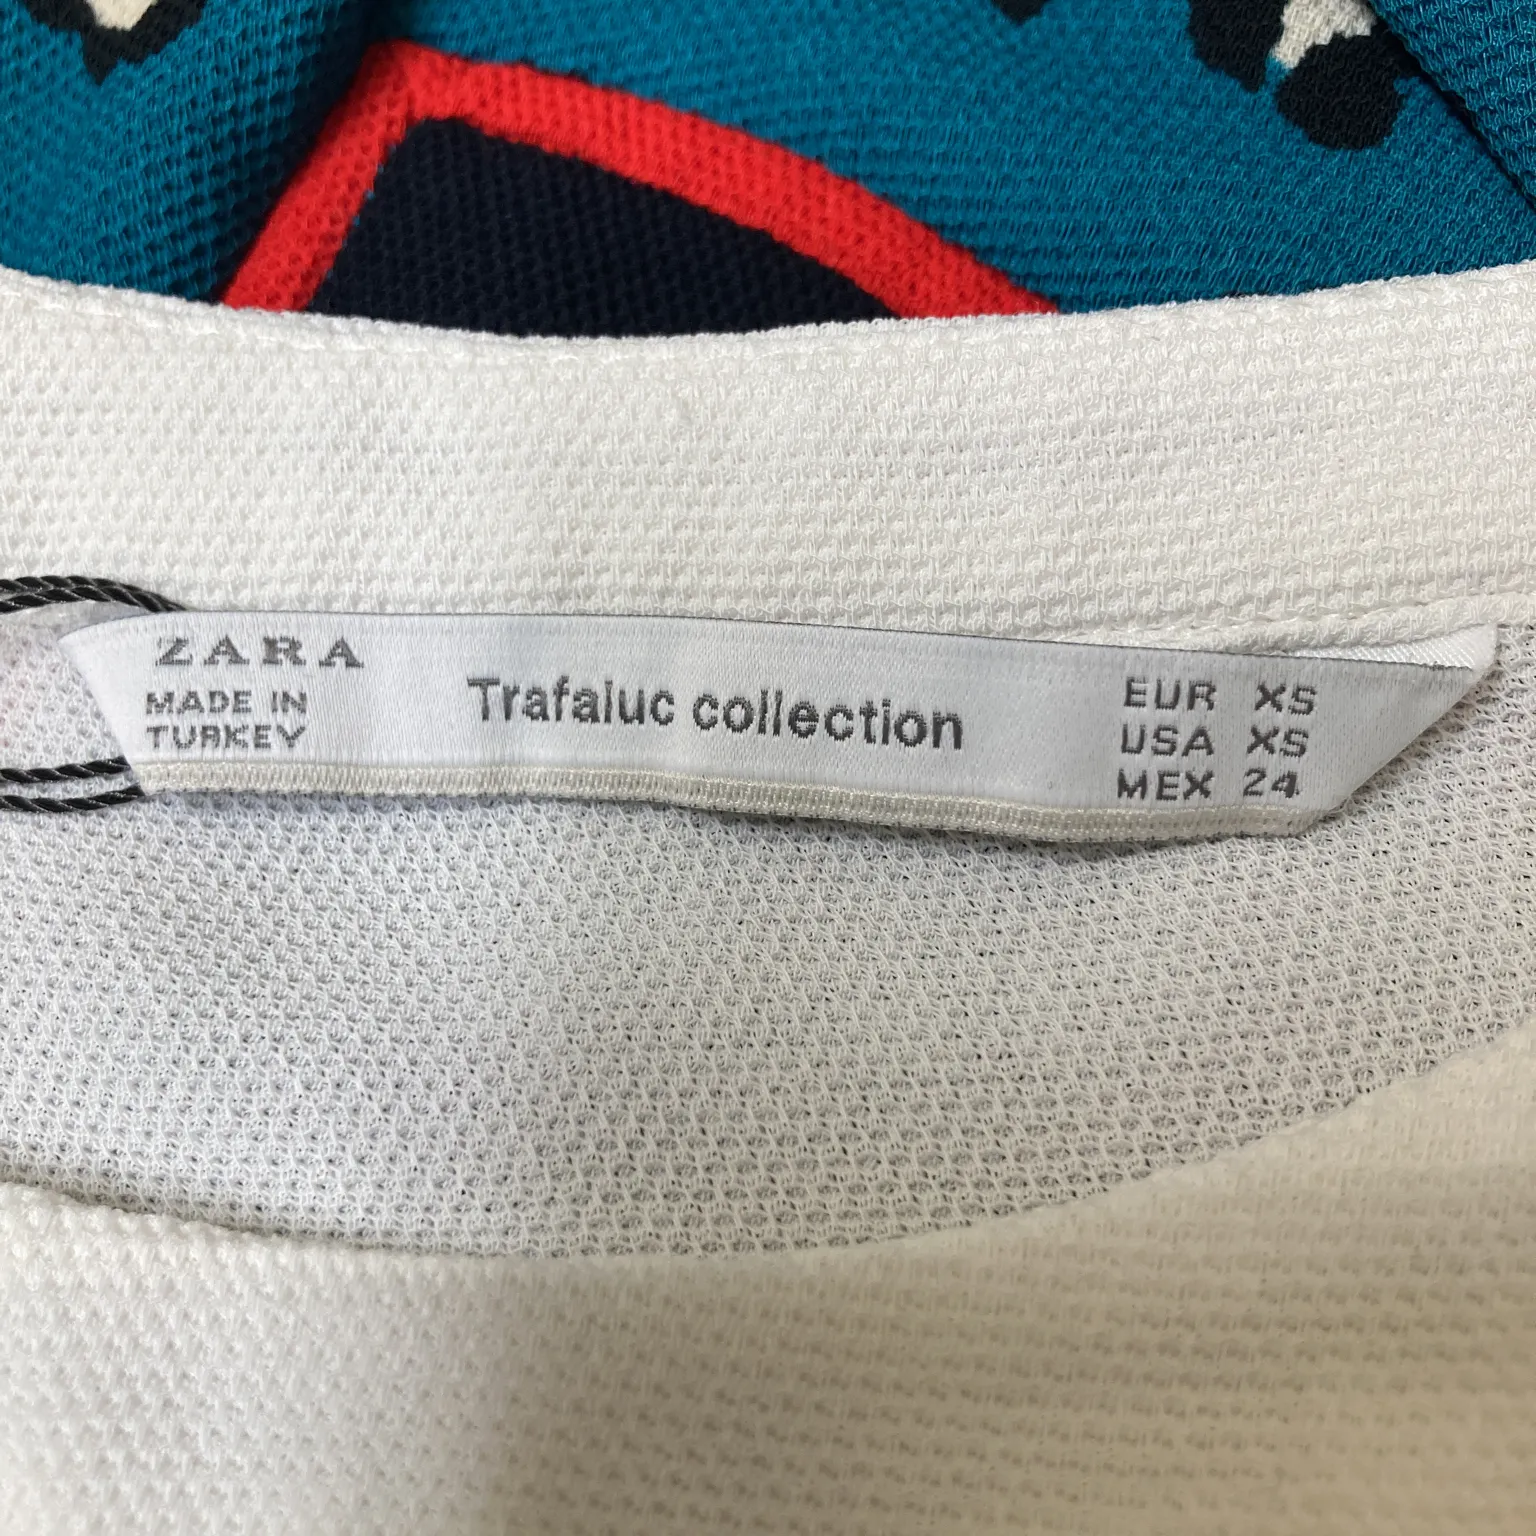 ZARA
MADE IN
TURKEY
Trafaluc collection
EUR XS
USA XS
MEX 24